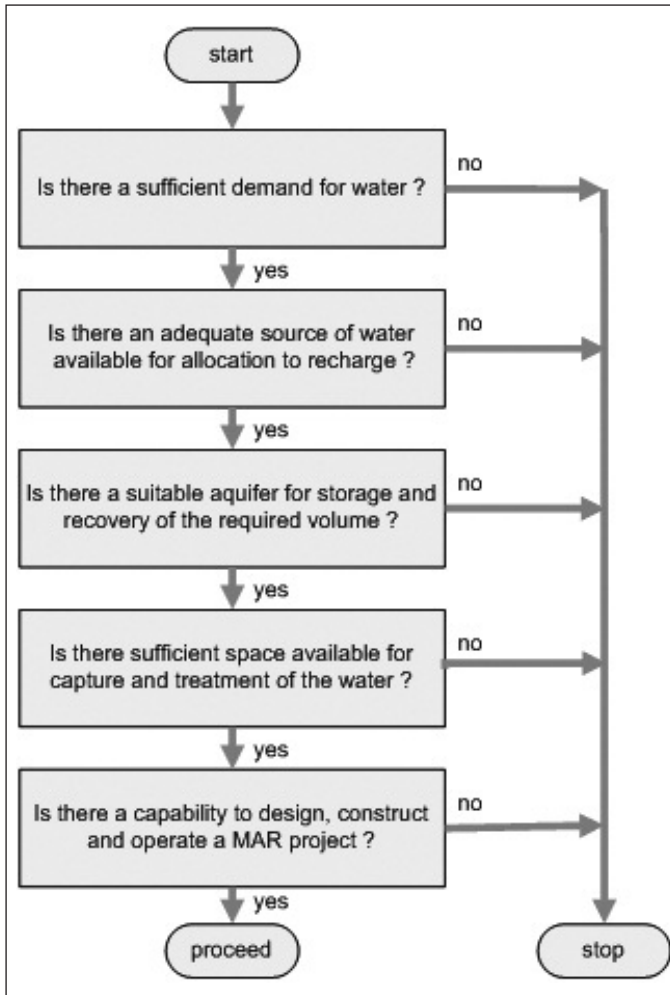 start
Is there a sufficient demand for water ?
no
yes
Is there an adequate source of water
available for allocation to recharge ?
no
yes
Is there a suitable aquifer for storage and
recovery of the required volume ?
no
yes
Is there sufficient space available for
capture and treatment of the water ?
no
yes
Is there a capability to design, construct
and operate a MAR project ?
no
yes
proceed
stop